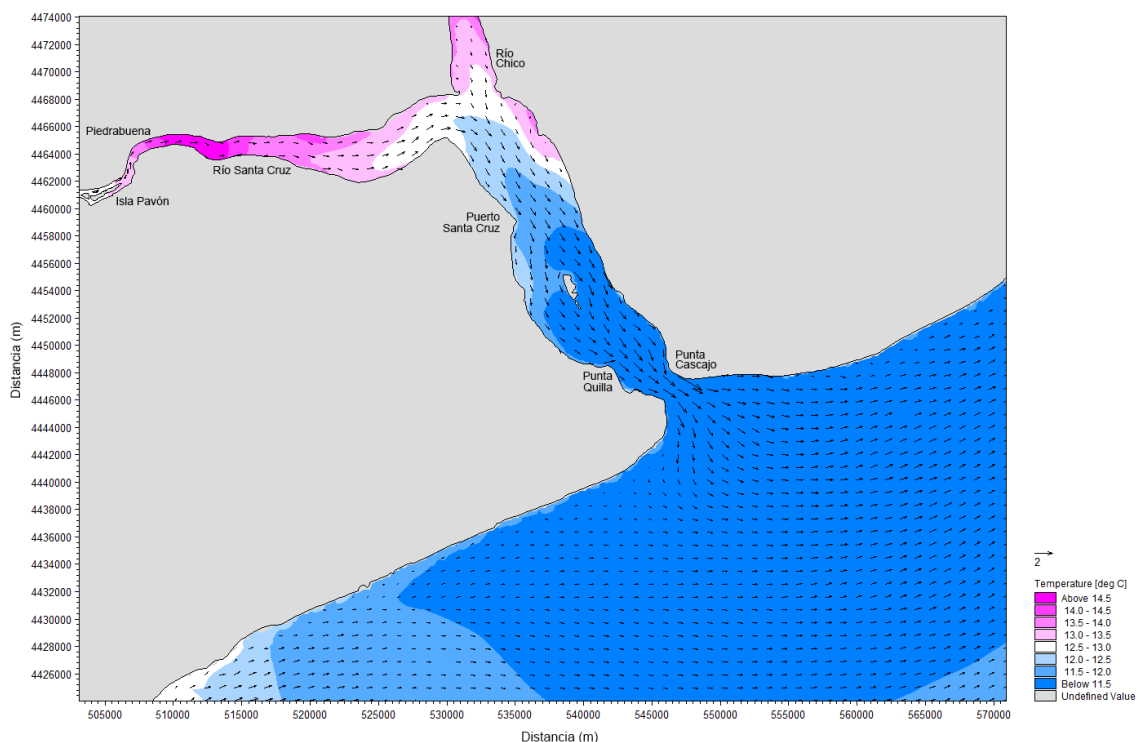 4474000
4472000
4470000
4468000
4466000
4464000
4462000
4460000
4458000
4456000
4454000
4452000
4450000
4448000
4446000
4444000
4442000
4440000
4438000
4436000
4434000
4432000
4430000
4428000
4426000
Distancia (m)
Río
Chico
Piedrabuena
Río Santa Cruz
Isla Pavón
Puerto
Santa Cruz
Punta
Cascajo
Punta
Quilla
505000 510000 515000 520000 525000 530000 535000 540000 545000 550000 555000 560000 565000 570000
Distancia (m)
2
Temperature [deg C]
Above 14.5
14.0 - 14.5
13.5 - 14.0
13.0 - 13.5
12.5 - 13.0
12.0 - 12.5
11.5 - 12.0
Below 11.5
Undefined Value